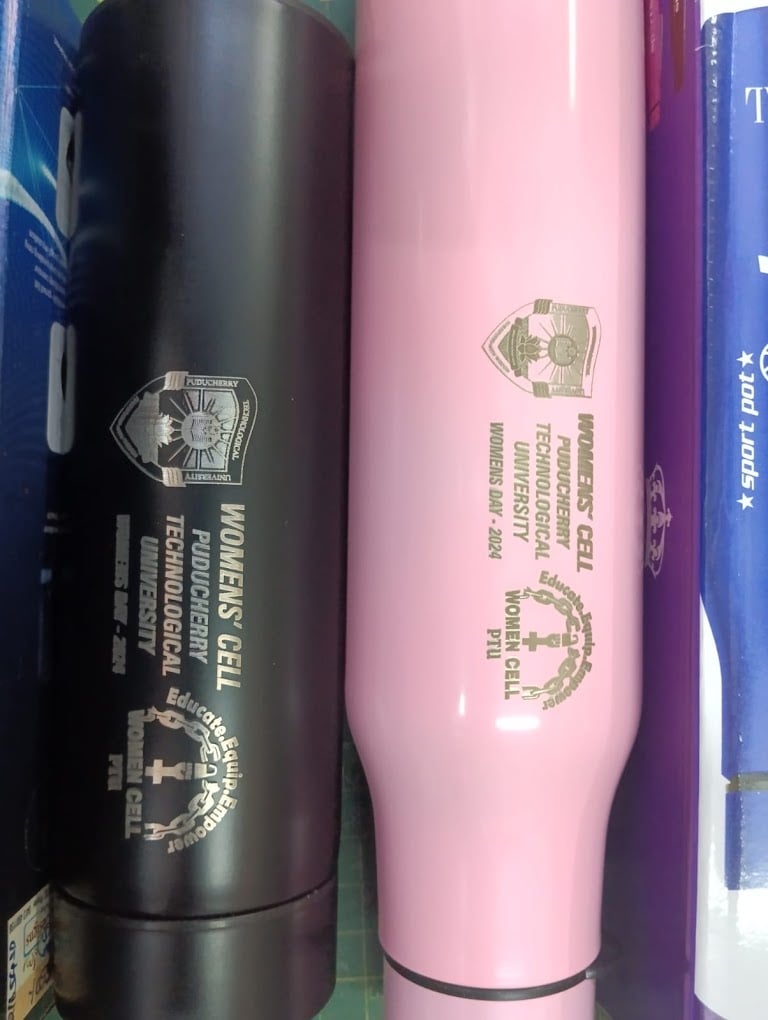 PUDUCHERRY
TECHNOLOGICAL
UNIVERSITY
WOMENS' CELL
PUDUCHERRY
TECHNOLOGICAL
UNIVERSITY
WOMENS DAY - 2024
Educate.Equip.Empower
WOMEN CELL
PTU
WOMENS' CELL
PUDUCHERRY
TECHNOLOGICAL
UNIVERSITY
WOMENS DAY - 2024
Educate.Equip.Empower
WOMEN CELL
PTU
★sport pot★